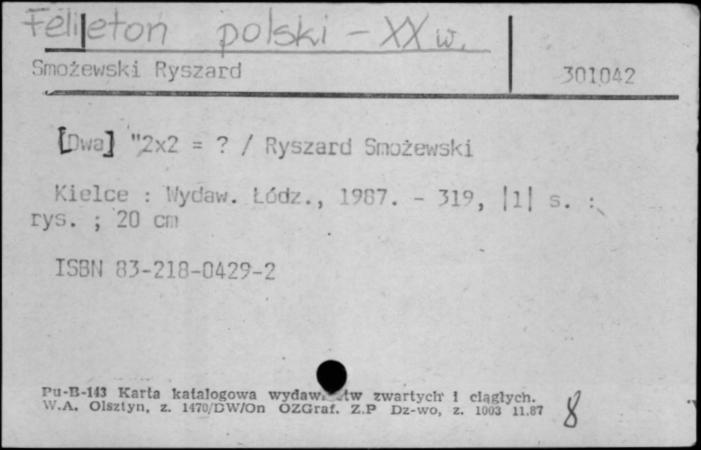 Felijeton polski - XX w.
Smożewski Ryszard 301042
[Dwa] "2x2 = ? / Ryszard Smożewski
Kielce : Wydaw. Łódz., 1987. - 319, |1| s. :
rys. ; 20 cm
ISBN 83-218-0429-2
Pu-B-143 Karta katalogowa wydaw tw zwartych i ciągłych.
W.A. Olsztyn, z. 1470/DW/On OZGraf. Z.P Dz-wo, z. 1003 11.87 8